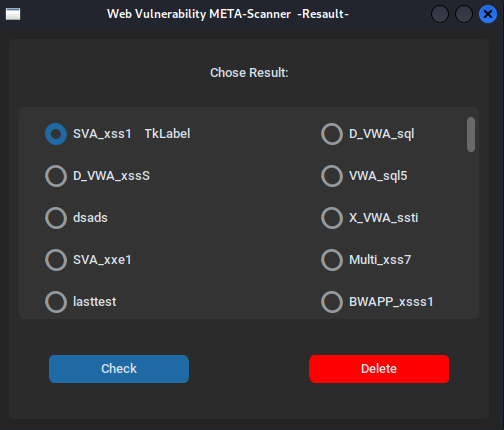 Web Vulnerability META-Scanner -Resault-
Chose Result:
SVA_xss1 TkLabel D_VWA_sql
D_VWA_xssS VWA_sql5
dsads X_VWA_ssti
SVA_xxe1 Multi_xss7
lasttest BWAPP_xsss1
Check Delete